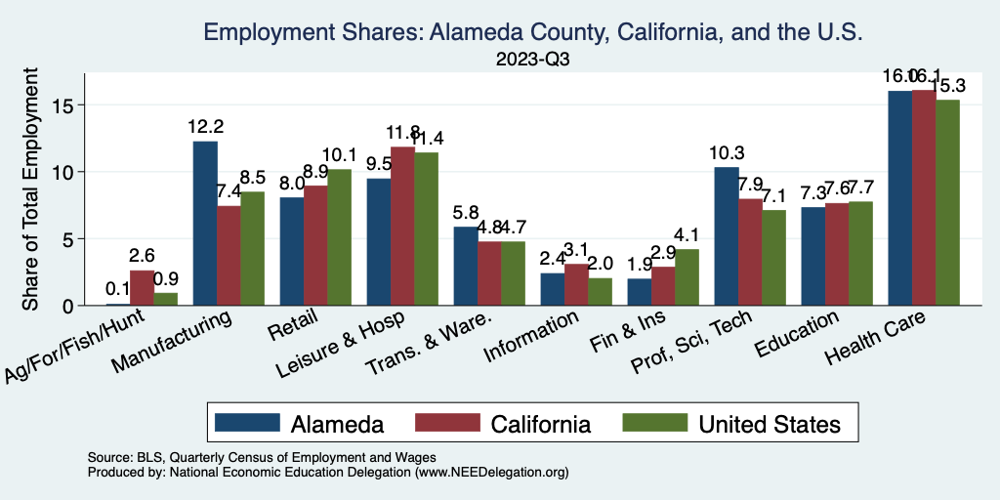 Employment Shares: Alameda County, California, and the U.S.
2023-Q3
Share of Total Employment
15
10
5
0
0.1 2.6 0.9
12.2 7.4 8.5
8.0 8.9 10.1
9.5 11.8 11.4
5.8 4.8 4.7
2.4 3.1 2.0
1.9 2.9 4.1
10.3 7.9 7.1
7.3 7.6 7.7
16.0 16.1 15.3
Ag/For/Fish/Hunt
Manufacturing
Retail
Leisure & Hosp
Trans. & Ware.
Information
Fin & Ins
Prof, Sci, Tech
Education
Health Care
Alameda California United States
Source: BLS, Quarterly Census of Employment and Wages
Produced by: National Economic Education Delegation (www.NEEDelegation.org)